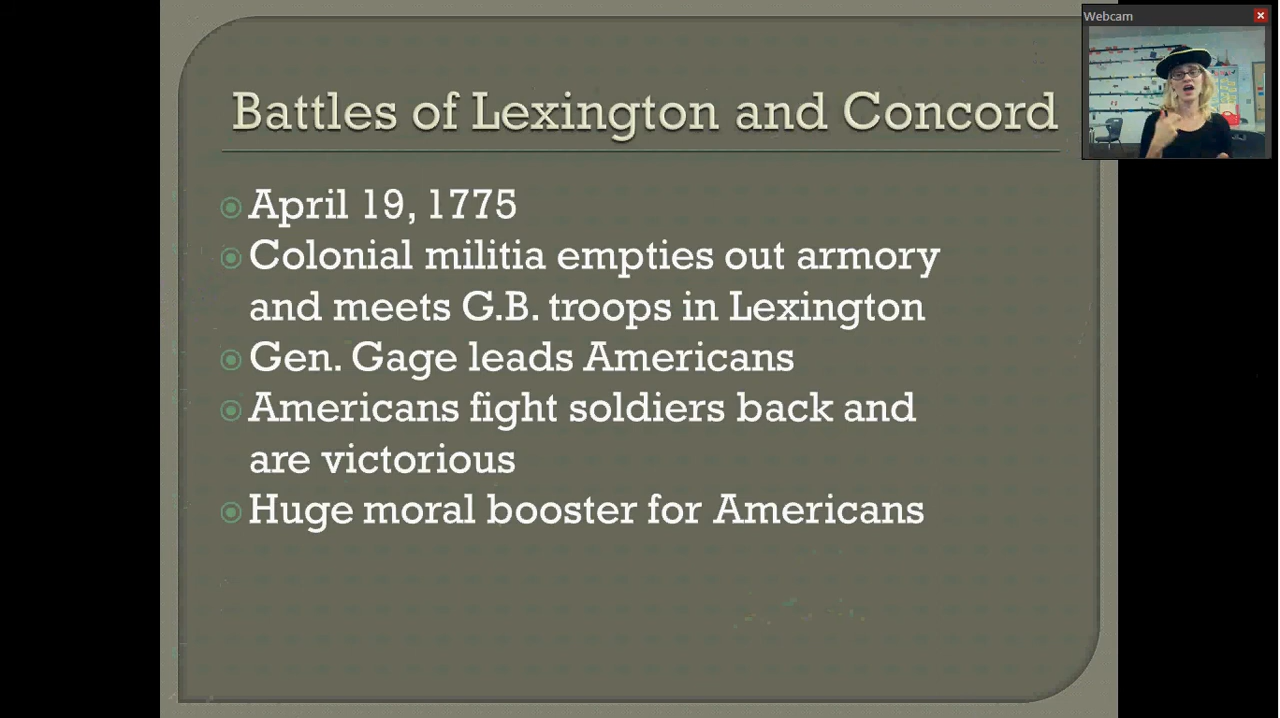 Webcam
Battles of Lexington and Concord
April 19, 1775
Colonial militia empties out armory
and meets G.B. troops in Lexington
Gen. Gage leads Americans
Americans fight soldiers back and
are victorious
Huge moral booster for Americans